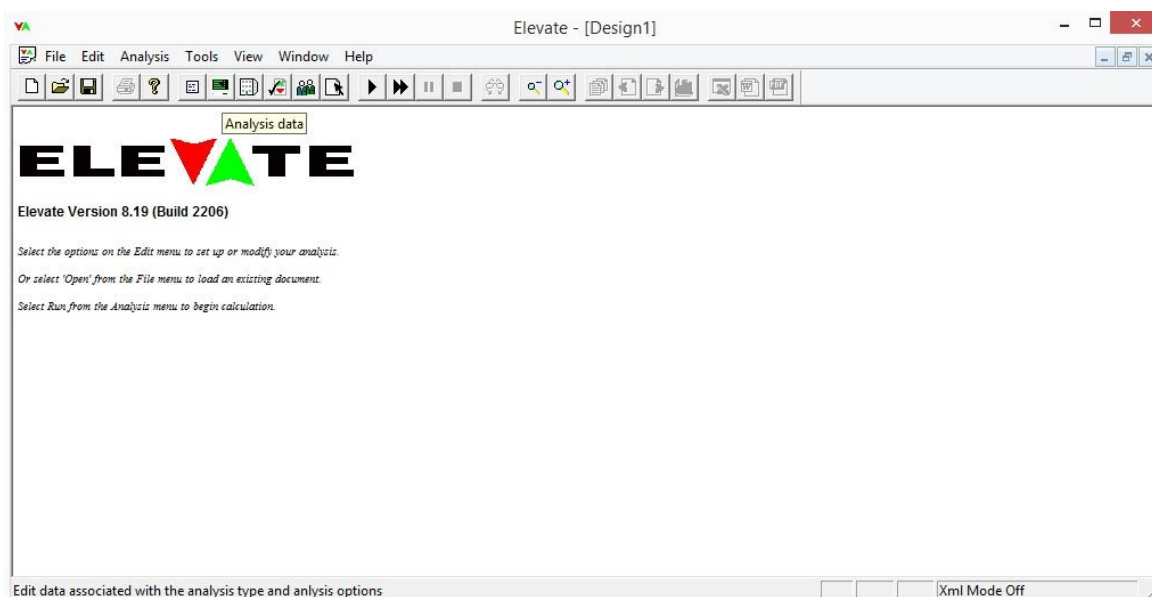 Elevate - [Design1]
File Edit Analysis Tools View Window Help
Analysis data
ELEVATE
Elevate Version 8.19 (Build 2206)
Select the options on the Edit menu to set up or modify your analysis.
Or select 'Open' from the File menu to load an existing document.
Select Run from the Analysis menu to begin calculation.
Edit data associated with the analysis type and anlysis options
Xml Mode Off